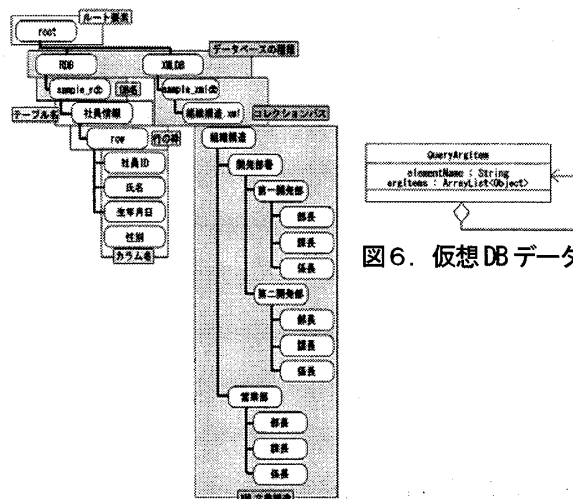 ルート要素
root
データベースの種類
RDB
XMLDB
sample_rdb
DB名
sample_xmldb
テーブル名
社員情報
組織構造.xml
コレクションパス
row
行の枠
社員ID
氏名
生年月日
性別
カラム名
組織構造
開発部署
第一開発部
部長
課長
係長
第二開発部
部長
課長
係長
営業部
部長
課長
係長
QueryArgItem
elementName : String
argItems : ArrayList<Object>
図6. 仮想DBデータ